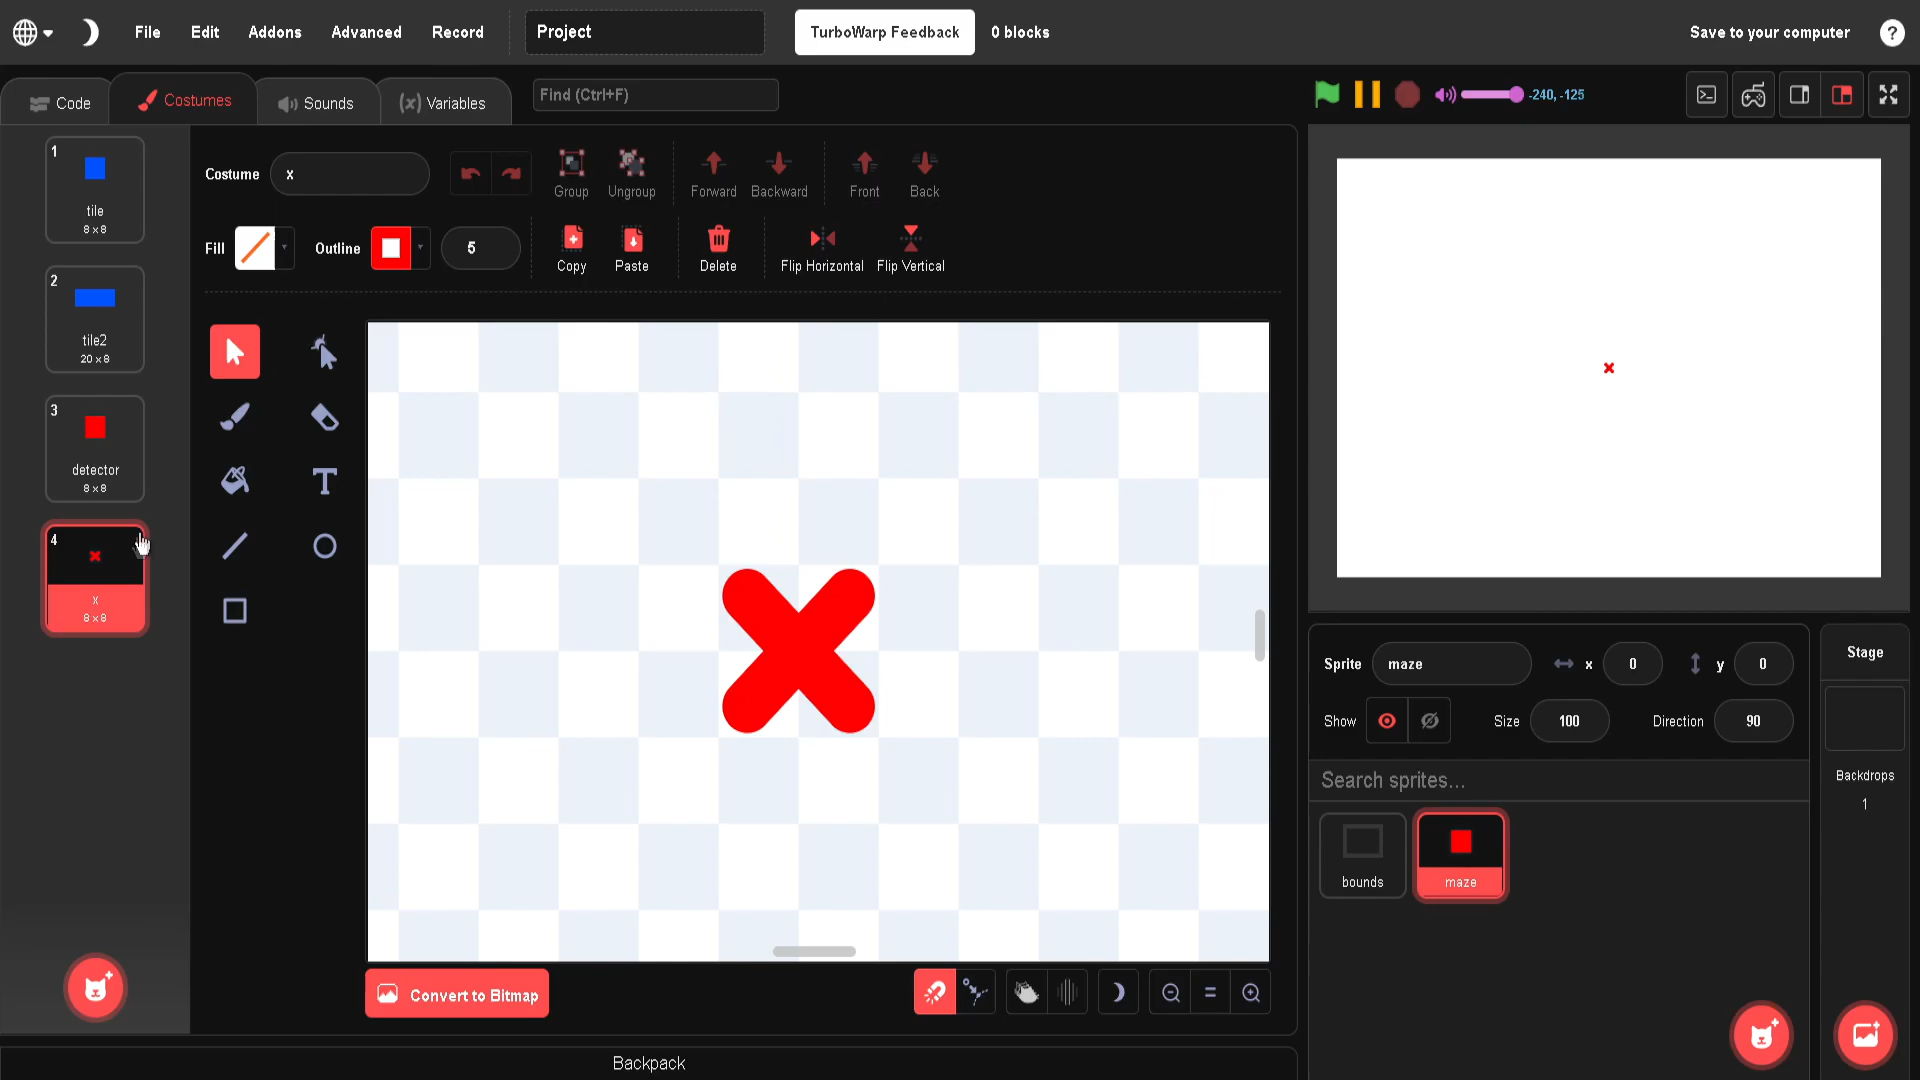 File Edit Addons Advanced Record Project TurboWarp Feedback 0 blocks Save to your computer ?
Code Costumes Sounds (x) Variables Find (Ctrl+F) -240, -125
1
tile
8 x 8
2
tile2
20 x 8
3
detector
8 x 8
4
x
8 x 8
Costume x Group Ungroup Forward Backward Front Back
Fill Outline 5 Copy Paste Delete Flip Horizontal Flip Vertical
T
Convert to Bitmap
Backpack
Sprite maze x 0 y 0
Show Size 100 Direction 90
Search sprites...
bounds maze
Stage
Backdrops
1